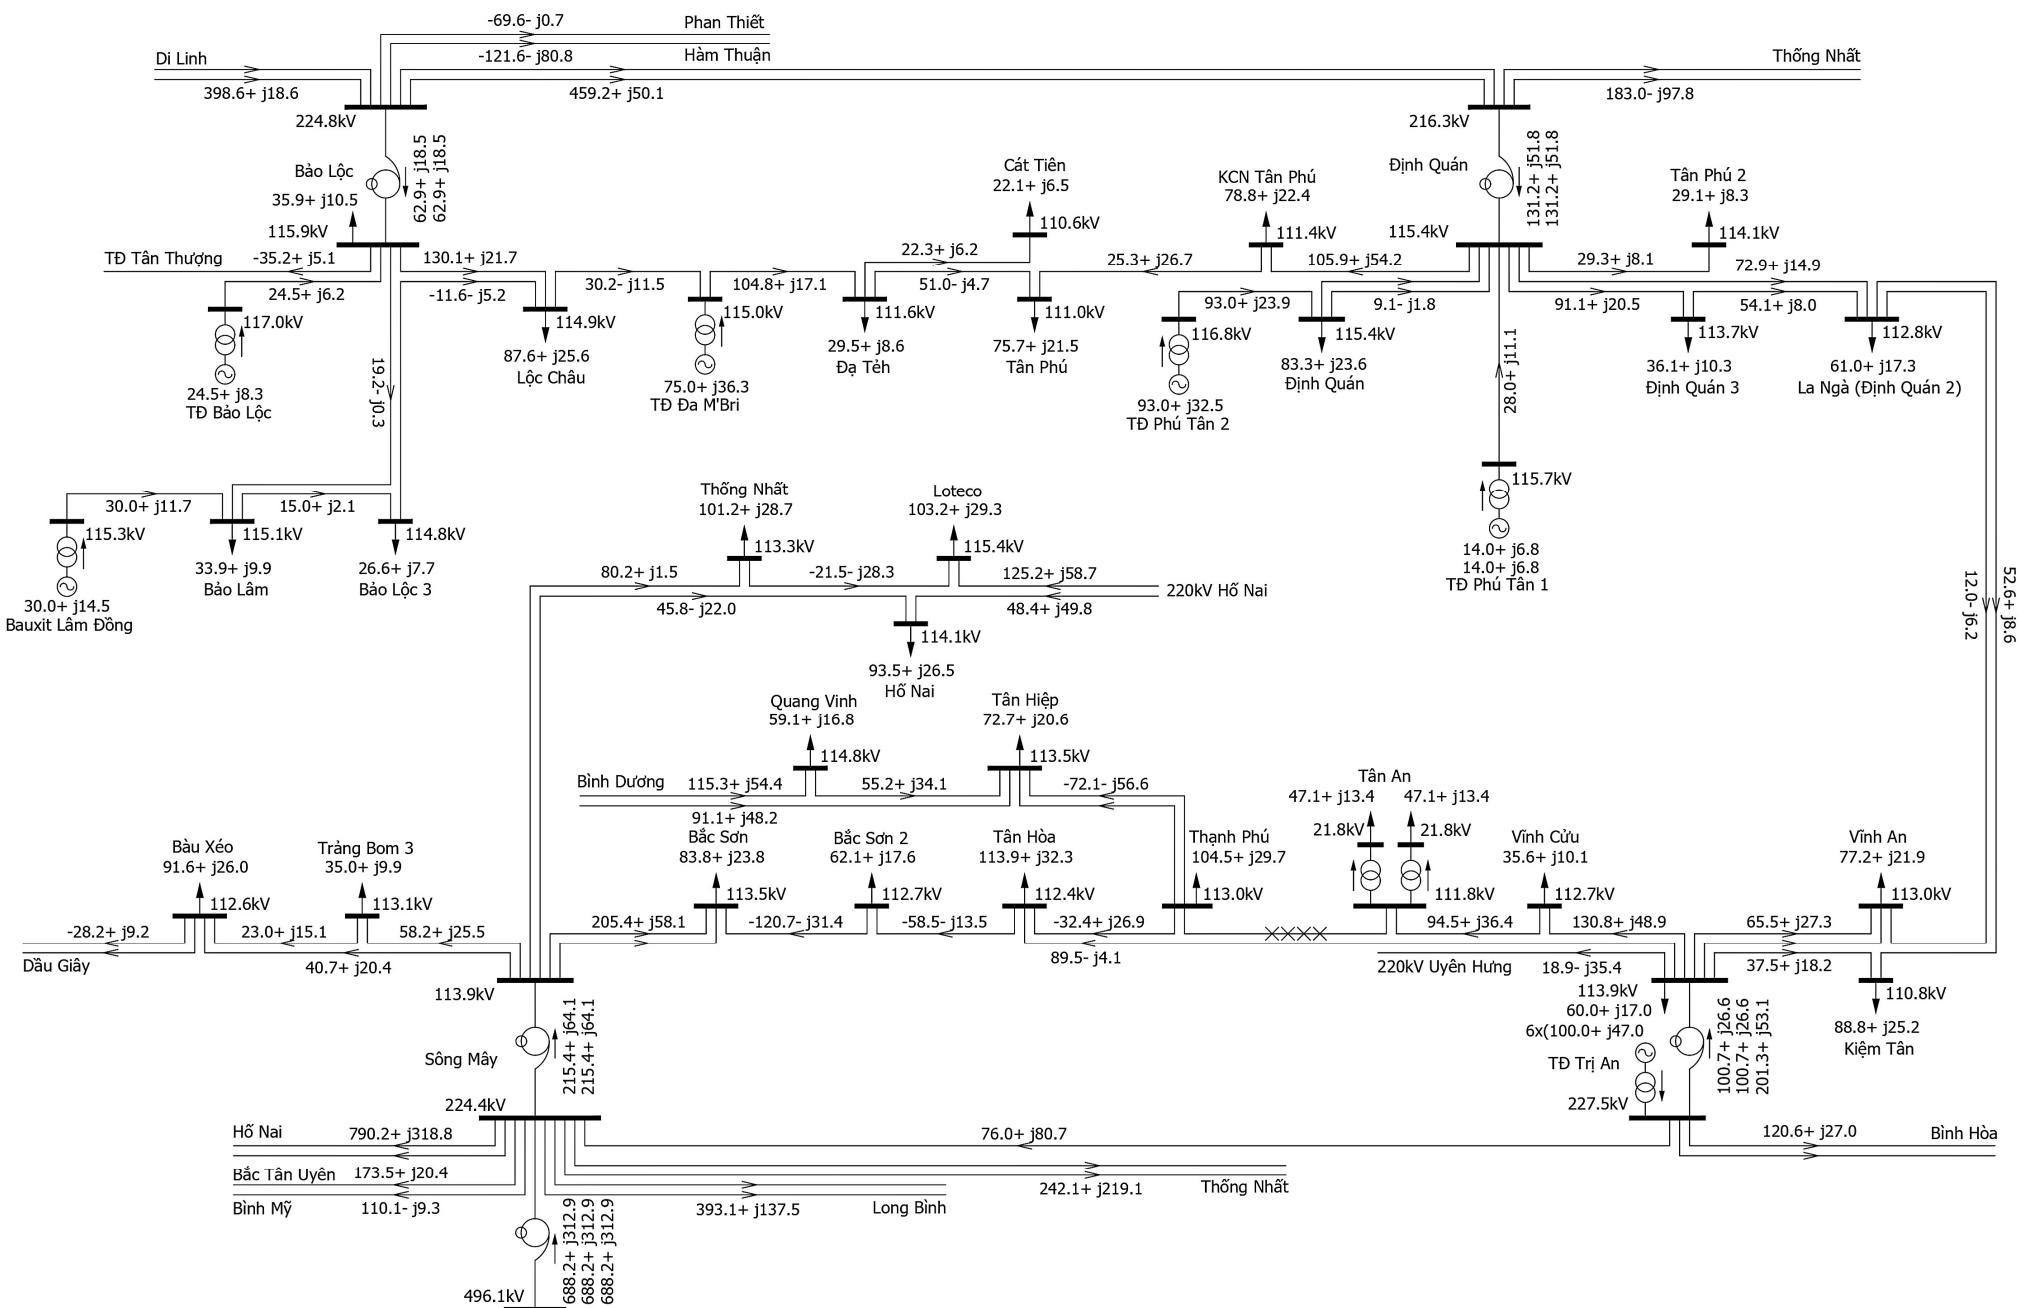 -69.6- j0.7
Phan Thiết
Di Linh
-121.6- j80.8
Hàm Thuận
Thống Nhất
398.6+ j18.6
459.2+ j50.1
183.0- j97.8
224.8kV
216.3kV
Bảo Lộc
62.9+ j18.5
62.9+ j18.5
Định Quán
131.2+ j51.8
131.2+ j51.8
35.9+ j10.5
115.9kV
Cát Tiên
22.1+ j6.5
110.6kV
KCN Tân Phú
78.8+ j22.4
111.4kV
115.4kV
Tân Phú 2
29.1+ j8.3
114.1kV
TĐ Tân Thượng
-35.2+ j5.1
130.1+ j21.7
22.3+ j6.2
25.3+ j26.7
105.9+ j54.2
29.3+ j8.1
72.9+ j14.9
24.5+ j6.2
-11.6- j5.2
30.2- j11.5
104.8+ j17.1
51.0- j4.7
93.0+ j23.9
9.1- j1.8
91.1+ j20.5
54.1+ j8.0
117.0kV
114.9kV
115.0kV
111.6kV
111.0kV
116.8kV
115.4kV
113.7kV
112.8kV
87.6+ j25.6
Lộc Châu
29.5+ j8.6
Đạ Tẻh
75.7+ j21.5
Tân Phú
83.3+ j23.6
Định Quán
36.1+ j10.3
Định Quán 3
61.0+ j17.3
La Ngà (Định Quán 2)
24.5+ j8.3
TĐ Bảo Lộc
19.2- j0.3
75.0+ j36.3
TĐ Đa M'Bri
93.0+ j32.5
TĐ Phú Tân 2
28.0+ j11.1
115.7kV
14.0+ j6.8
14.0+ j6.8
TĐ Phú Tân 1
30.0+ j11.7
15.0+ j2.1
115.3kV
115.1kV
114.8kV
33.9+ j9.9
Bảo Lâm
26.6+ j7.7
Bảo Lộc 3
30.0+ j14.5
Bauxit Lâm Đồng
Thống Nhất
101.2+ j28.7
113.3kV
Loteco
103.2+ j29.3
115.4kV
80.2+ j1.5
-21.5- j28.3
125.2+ j58.7
220kV Hố Nai
45.8- j22.0
48.4+ j49.8
114.1kV
93.5+ j26.5
Hố Nai
12.0- j6.2
52.6+ j8.6
Quang Vinh
59.1+ j16.8
114.8kV
Tân Hiệp
72.7+ j20.6
113.5kV
Bình Dương
115.3+ j54.4
55.2+ j34.1
-72.1- j56.6
91.1+ j48.2
Tân An
47.1+ j13.4
47.1+ j13.4
21.8kV
21.8kV
111.8kV
Bàu Xéo
91.6+ j26.0
112.6kV
Trảng Bom 3
35.0+ j9.9
113.1kV
Bắc Sơn
83.8+ j23.8
113.5kV
Bắc Sơn 2
62.1+ j17.6
112.7kV
Tân Hòa
113.9+ j32.3
112.4kV
Thạnh Phú
104.5+ j29.7
113.0kV
Vĩnh Cửu
35.6+ j10.1
112.7kV
Vĩnh An
77.2+ j21.9
113.0kV
-28.2+ j9.2
23.0+ j15.1
58.2+ j25.5
205.4+ j58.1
-120.7- j31.4
-58.5- j13.5
-32.4+ j26.9
94.5+ j36.4
130.8+ j48.9
65.5+ j27.3
Dầu Giây
40.7+ j20.4
89.5- j4.1
220kV Uyên Hưng
18.9- j35.4
37.5+ j18.2
113.9kV
113.9kV
60.0+ j17.0
6x(100.0+ j47.0
110.8kV
88.8+ j25.2
Kiệm Tân
Sông Mây
215.4+ j64.1
215.4+ j64.1
TĐ Trị An
100.7+ j26.6
100.7+ j26.6
201.3+ j53.1
224.4kV
227.5kV
Hố Nai
790.2+ j318.8
76.0+ j80.7
120.6+ j27.0
Bình Hòa
Bắc Tân Uyên
173.5+ j20.4
242.1+ j219.1
Thống Nhất
Bình Mỹ
110.1- j9.3
393.1+ j137.5
Long Bình
688.2+ j312.9
688.2+ j312.9
688.2+ j312.9
496.1kV